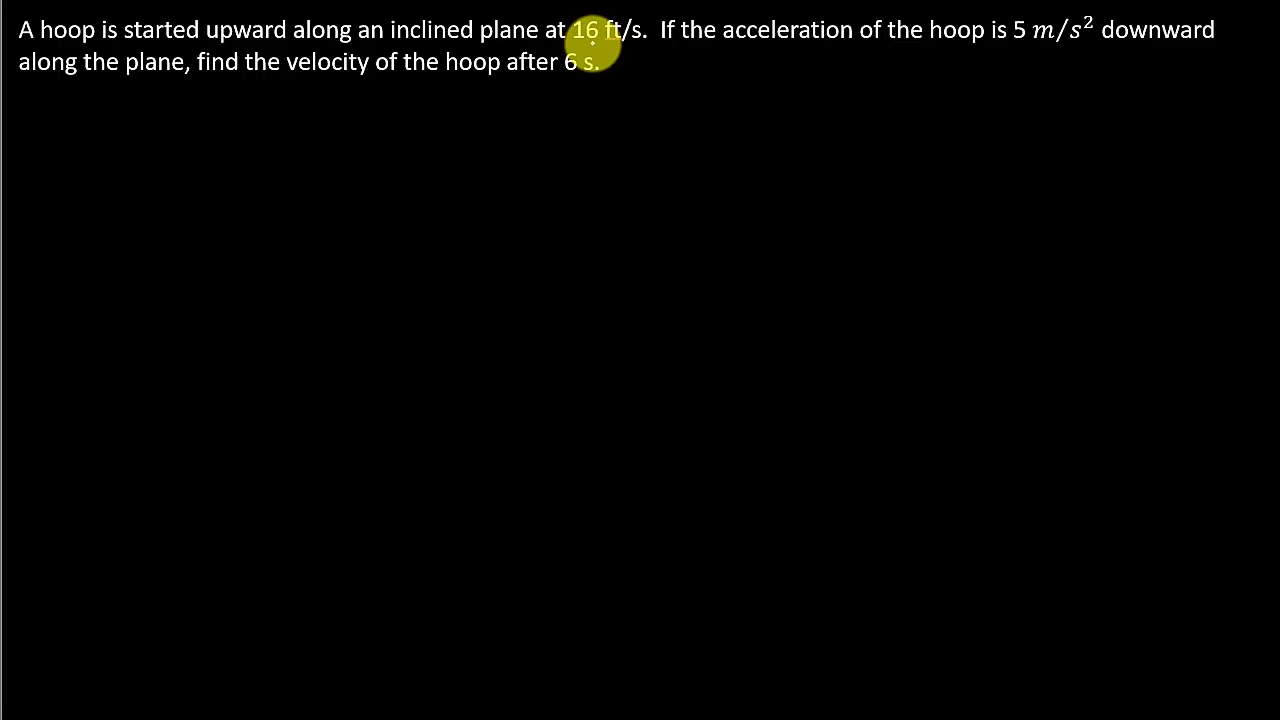 A hoop is started upward along an inclined plane at 16 ft/s. If the acceleration of the hoop is 5 m/s² downward
along the plane, find the velocity of the hoop after 6 s.